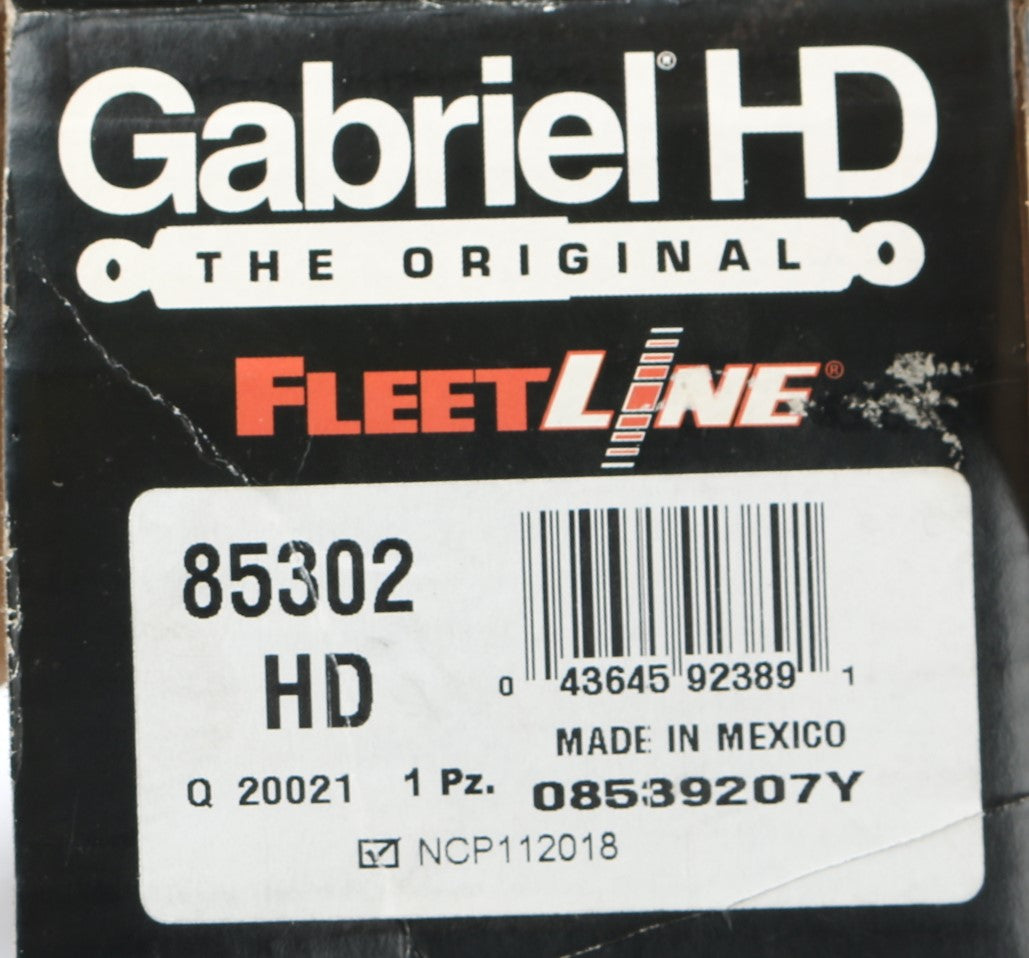 Gabriel® HD
THE ORIGINAL
FLEETLINE®
85302
HD
0 43645 92389 1
MADE IN MEXICO
Q 20021 1 Pz. 08539207Y
☑ NCP112018